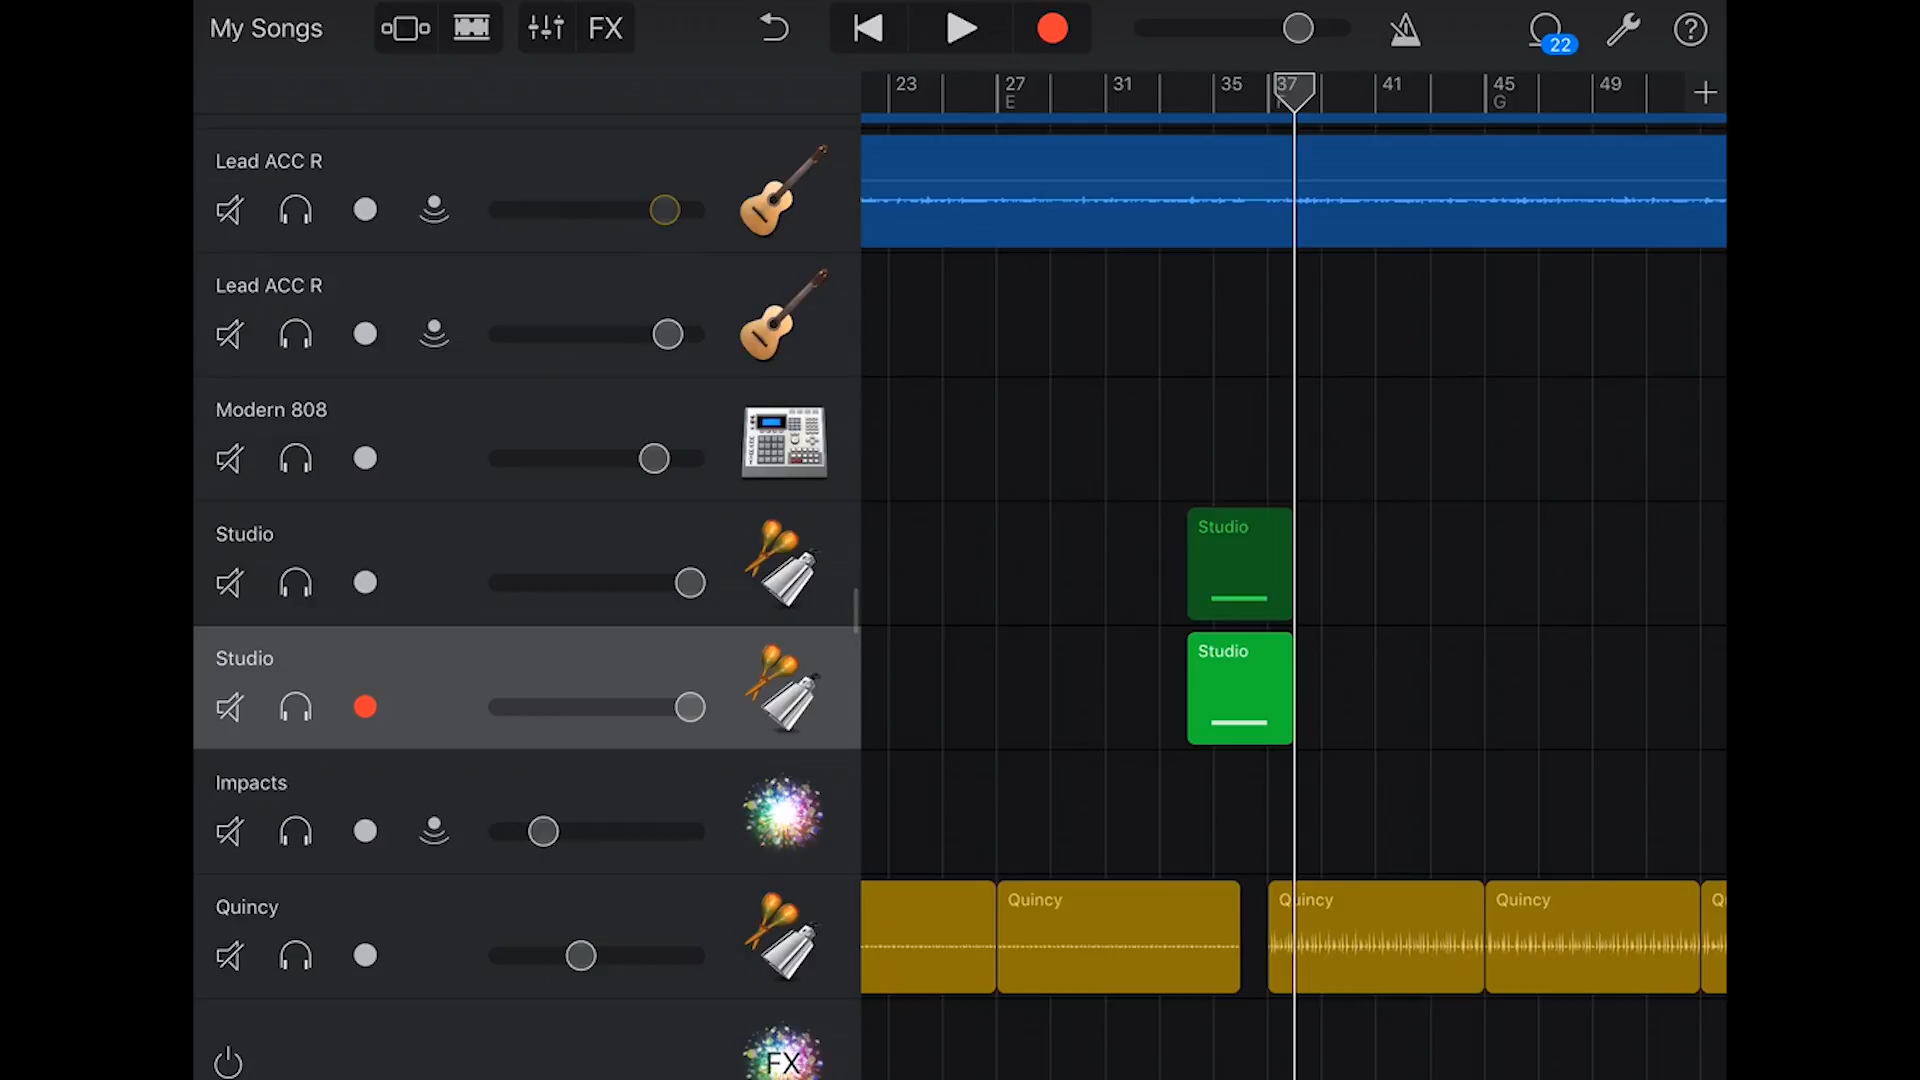 My Songs
FX
22
23
27
31
35
37
41
45
49
E
G
Lead ACC R
Lead ACC R
Modern 808
Studio
Studio
Studio
Studio
Impacts
Quincy
Quincy
Quincy
Quincy
FX